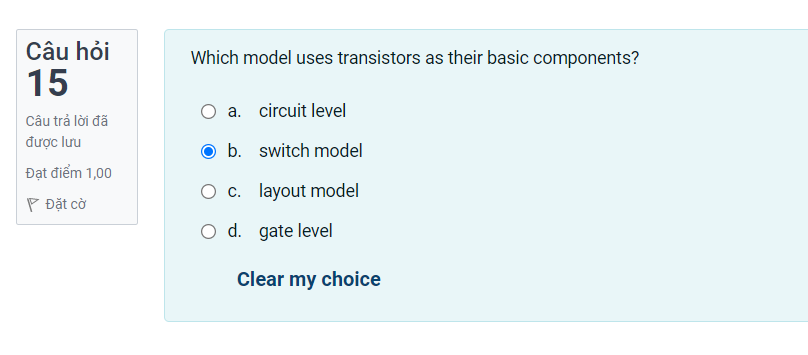 Câu hỏi
15
Câu trả lời đã
được lưu
Đạt điểm 1,00
Đặt cờ
Which model uses transistors as their basic components?
a. circuit level
b. switch model
c. layout model
d. gate level
Clear my choice